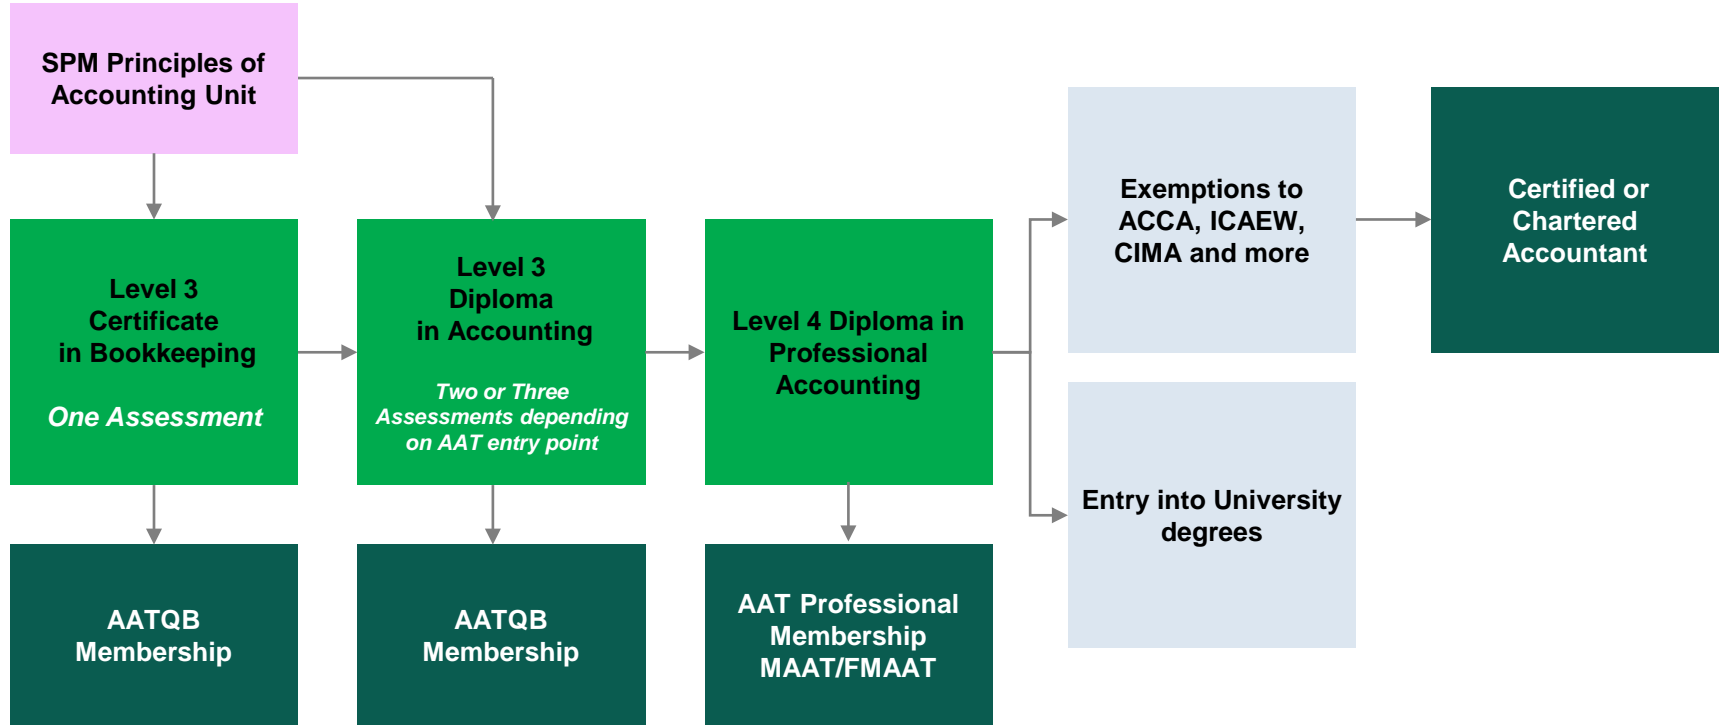 SPM Principles of
Accounting Unit
Level 3
Certificate
in Bookkeeping
One Assessment
Level 3
Diploma
in Accounting
Two or Three
Assessments depending
on AAT entry point
Level 4 Diploma in
Professional
Accounting
Exemptions to
ACCA, ICAEW,
CIMA and more
Certified or
Chartered
Accountant
Entry into University
degrees
AATQB
Membership
AATQB
Membership
AAT Professional
Membership
MAAT/FMAAT